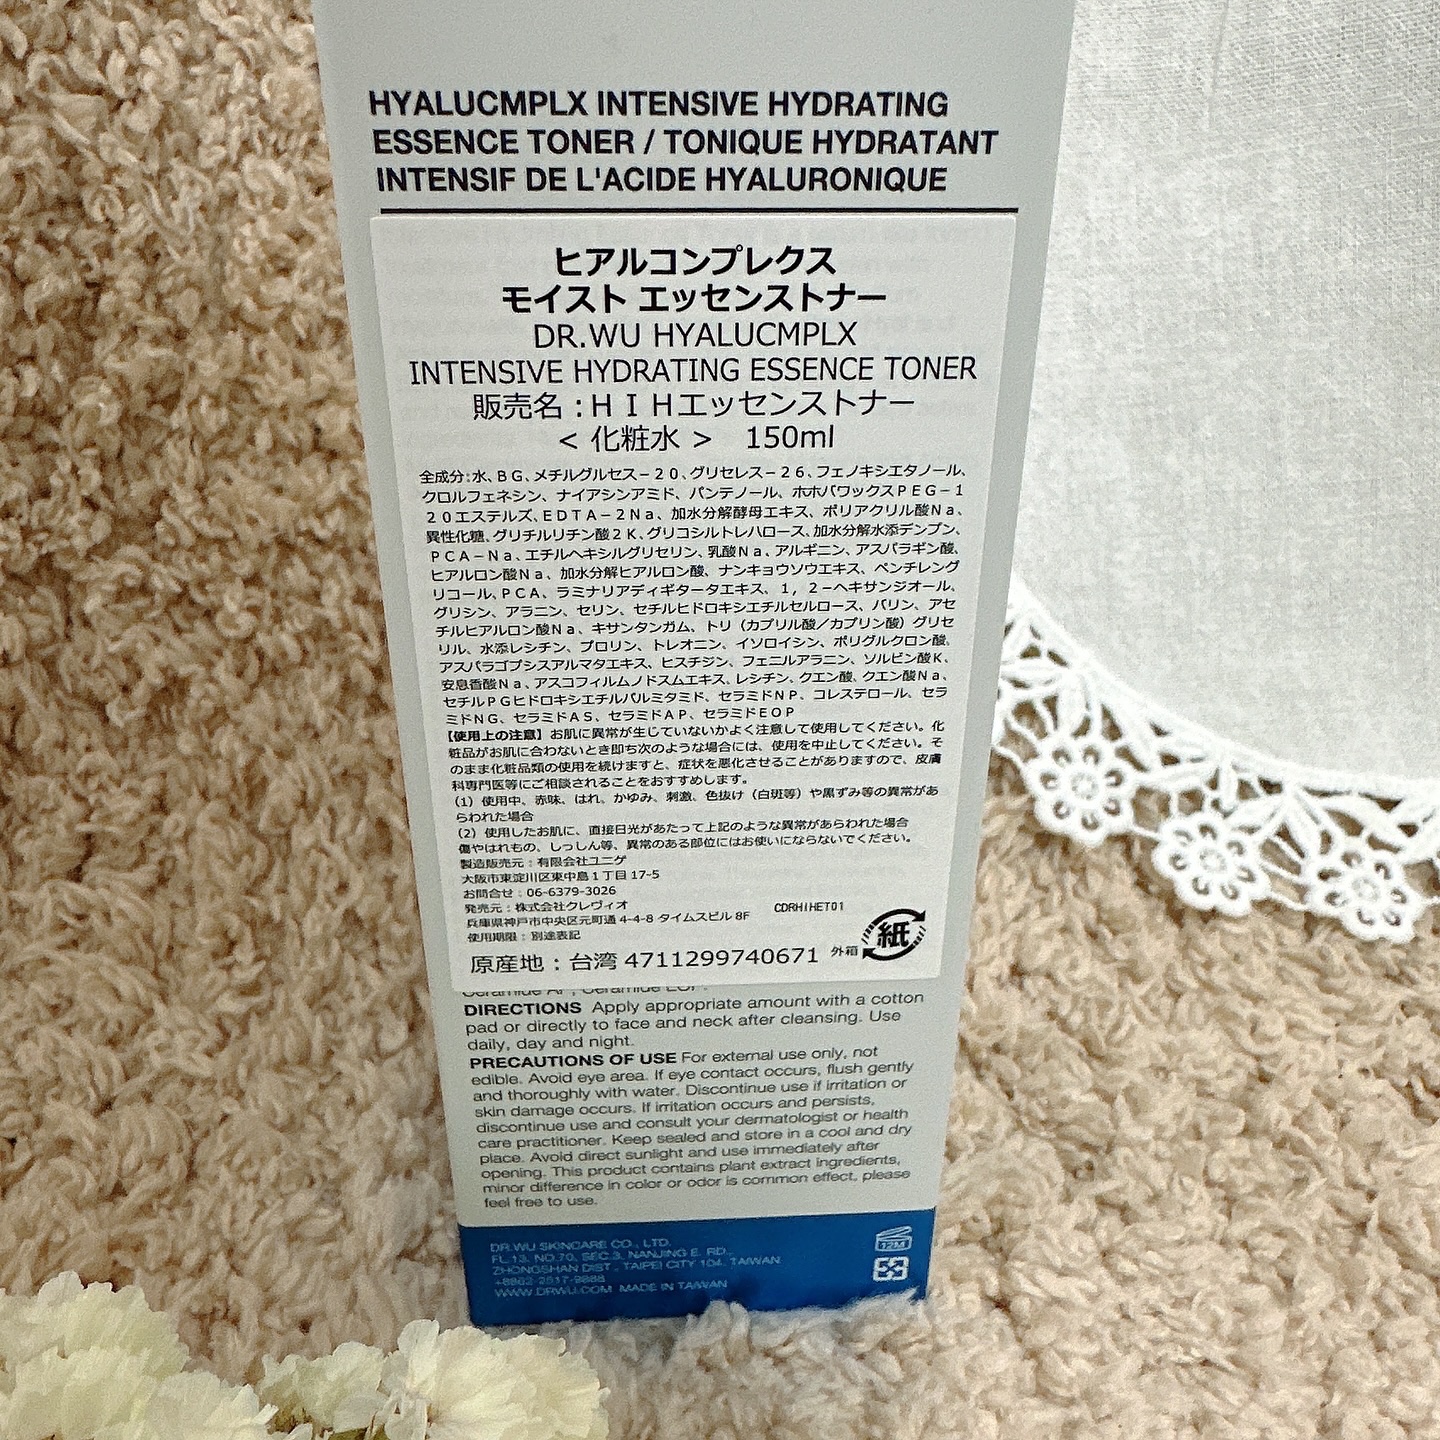 HYALUCMPLX INTENSIVE HYDRATING
ESSENCE TONER / TONIQUE HYDRATANT
INTENSIF DE L'ACIDE HYALURONIQUE
ヒアルコンプレクス
モイスト エッセンストナー
DR.WU HYALUCMPLX
INTENSIVE HYDRATING ESSENCE TONER
販売名:ＨＩＨエッセンストナー
< 化粧水 > 150ml
全成分:水、ＢＧ、メチルグルセス－２０、グリセレス－２６、フェノキシエタノール、
クロルフェネシン、ナイアシンアミド、パンテノール、ホホバワックスＰＥＧ－１
２０エステルズ、ＥＤＴＡ－２Ｎａ、加水分解酵母エキス、ポリアクリル酸Ｎａ、
異性化糖、グリチルリチン酸２Ｋ、グリコシルトレハロース、加水分解水添デンプン、
ＰＣＡ－Ｎａ、エチルヘキシルグリセリン、乳酸Ｎａ、アルギニン、アスパラギン酸、
ヒアルロン酸Ｎａ、加水分解ヒアルロン酸、ナンキョウソウエキス、ペンチレング
リコール、ＰＣＡ、ラミナリアディギタータエキス、１，２－ヘキサンジオール、
グリシン、アラニン、セリン、セチルヒドロキシエチルセルロース、バリン、アセ
チルヒアルロン酸Ｎａ、キサンタンガム、トリ（カプリル酸／カプリン酸）グリセ
リル、水添レシチン、プロリン、トレオニン、イソロイシン、ポリグルクロン酸、
アスパラゴプシスアルマタエキス、ヒスチジン、フェニルアラニン、ソルビン酸Ｋ、
安息香酸Ｎａ、アスコフィルムノドスムエキス、レシチン、クエン酸、クエン酸Ｎａ、
セチルＰＧヒドロキシエチルパルミタミド、セラミドＮＰ、コレステロール、セラ
ミドＮＧ、セラミドＡＳ、セラミドＡＰ、セラミドＥＯＰ
【使用上の注意】お肌に異常が生じていないかよく注意して使用してください。化
粧品がお肌に合わないとき即ち次のような場合には、使用を中止してください。そ
のまま化粧品類の使用を続けますと、症状を悪化させることがありますので、皮膚
科専門医等にご相談されることをおすすめします。
(1) 使用中、赤味、はれ、かゆみ、刺激、色抜け（白斑等）や黒ずみ等の異常があ
らわれた場合
(2) 使用したお肌に、直接日光があたって上記のような異常があらわれた場合
傷やはれもの、しっしん等、異常のある部位にはお使いにならないでください。
製造販売元：有限会社ユニゲ
大阪市東淀川区東中島１丁目 17-5
お問合せ：06-6379-3026
発売元：株式会社クレヴィオ CDRHIHET01
兵庫県神戸市中央区元町通 4-4-8 タイムスビル 8F
使用期限：別途表記
原産地：台湾 4711299740671 外箱 紙
Ceramide AP, Ceramide EOP.
DIRECTIONS Apply appropriate amount with a cotton
pad or directly to face and neck after cleansing. Use
daily, day and night.
PRECAUTIONS OF USE For external use only, not
edible. Avoid eye area. If eye contact occurs, flush gently
and thoroughly with water. Discontinue use if irritation or
skin damage occurs. If irritation occurs and persists,
discontinue use and consult your dermatologist or health
care practitioner. Keep sealed and store in a cool and dry
place. Avoid direct sunlight and use immediately after
opening. This product contains plant extract ingredients,
minor difference in color or odor is common effect, please
feel free to use.
DR.WU SKINCARE CO., LTD.
FL.13, NO.70, SEC.3, NANJING E. RD.,
ZHONGSHAN DIST., TAIPEI CITY 104, TAIWAN
+8862-2517-9888
WWW.DRWU.COM MADE IN TAIWAN
12M